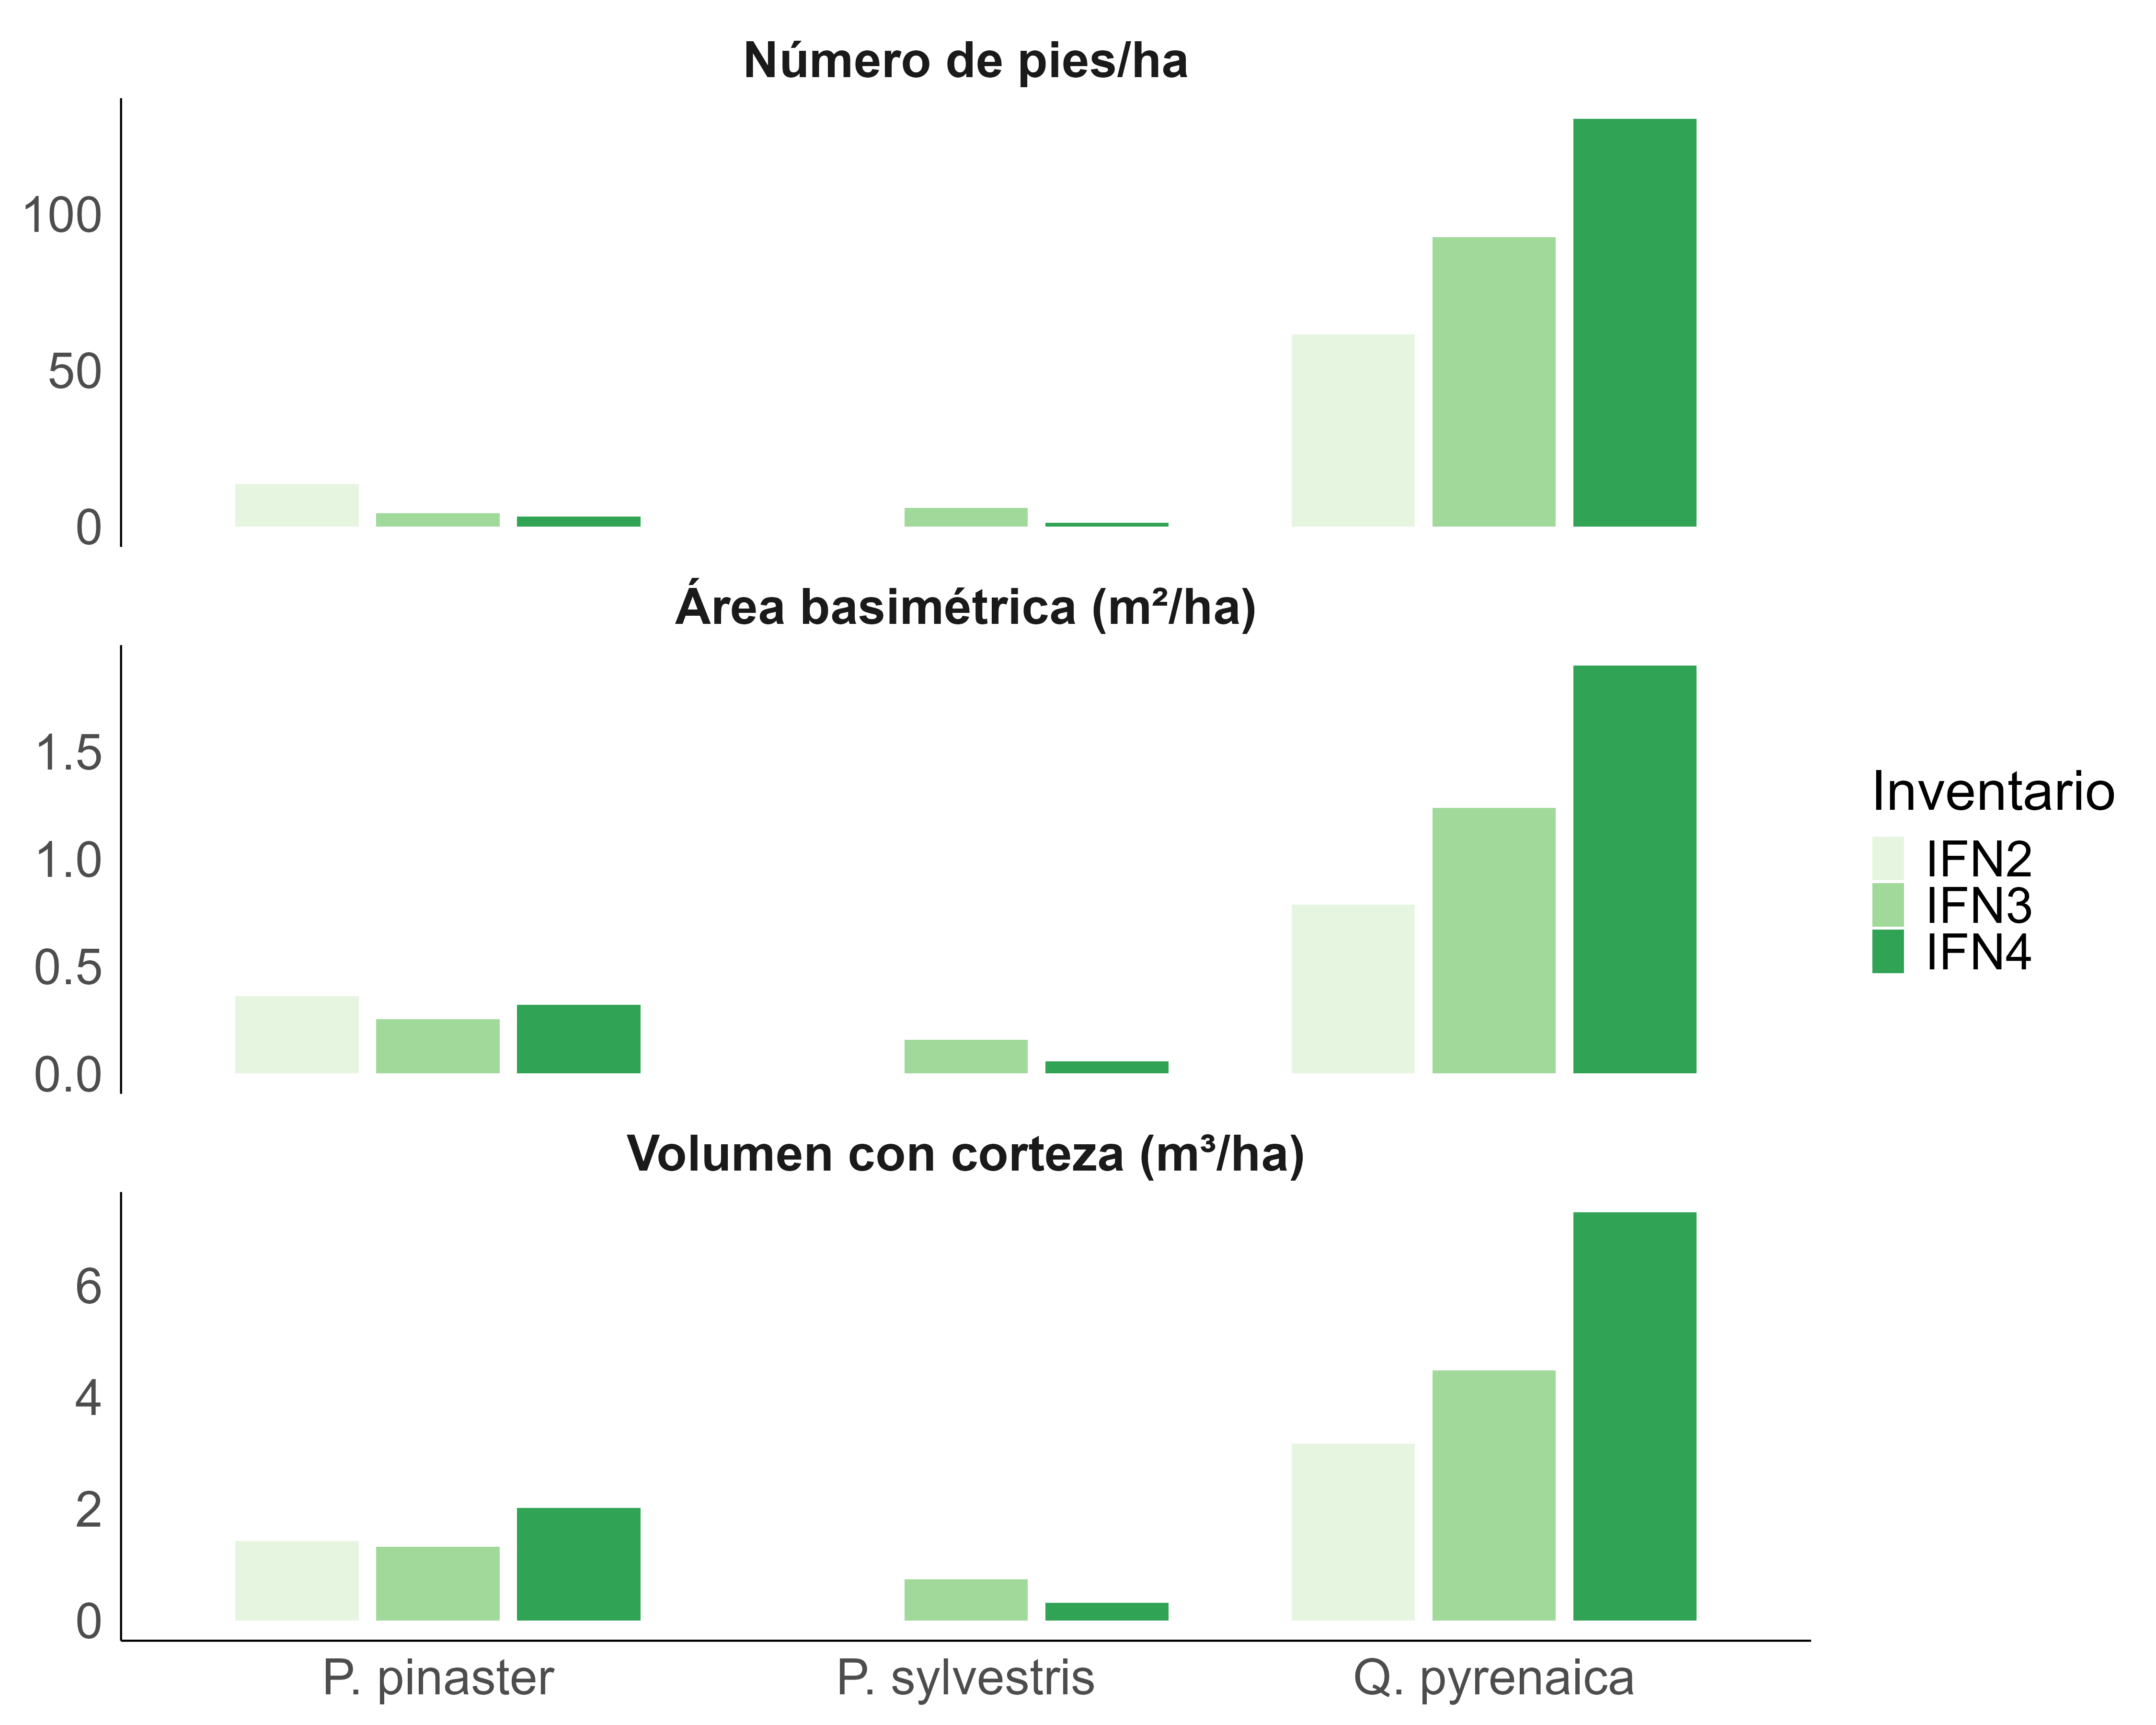 Número de pies/ha
100
50
0
Área basimétrica (m²/ha)
1.5
1.0
0.5
0.0
Inventario
IFN2
IFN3
IFN4
Volumen con corteza (m³/ha)
6
4
2
0
P. pinaster
P. sylvestris
Q. pyrenaica